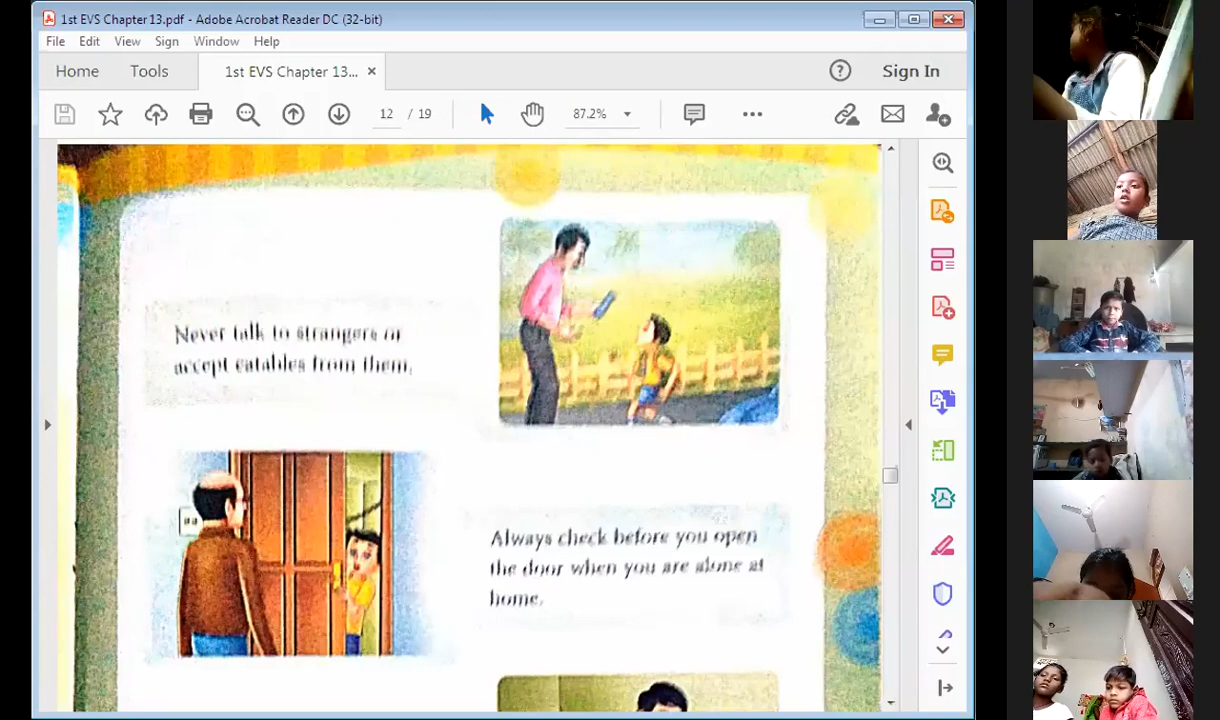 1st EVS Chapter 13.pdf - Adobe Acrobat Reader DC (32-bit)
File Edit View Sign Window Help
Home Tools 1st EVS Chapter 13... × Sign In
12 / 19 87.2%
Never talk to strangers or
accept eatables from them.
Always check before you open
the door when you are alone at
home.